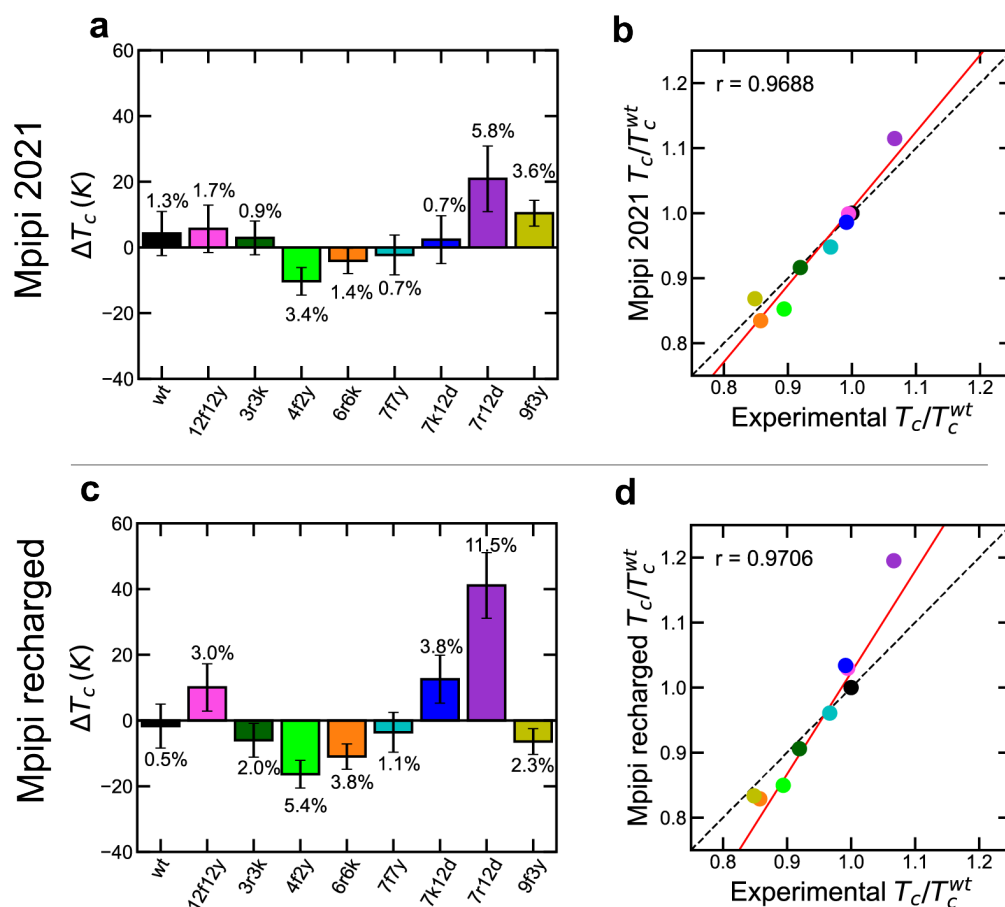 a
b
Mpipi 2021
ΔT_c (K)
60
40
20
0
−20
−40
1.3%
1.7%
0.9%
3.4%
1.4%
0.7%
0.7%
5.8%
3.6%
wt
12f12y
3r3k
4f2y
6r6k
7f7y
7k12d
7r12d
9f3y
r = 0.9688
Mpipi 2021 T_c/T_c^wt
1.2
1.1
1.0
0.9
0.8
0.8 0.9 1.0 1.1 1.2
Experimental T_c/T_c^wt
c
d
Mpipi recharged
ΔT_c (K)
60
40
20
0
−20
−40
0.5%
3.0%
2.0%
5.4%
3.8%
1.1%
3.8%
11.5%
2.3%
wt
12f12y
3r3k
4f2y
6r6k
7f7y
7k12d
7r12d
9f3y
r = 0.9706
Mpipi recharged T_c/T_c^wt
1.2
1.1
1.0
0.9
0.8
0.8 0.9 1.0 1.1 1.2
Experimental T_c/T_c^wt